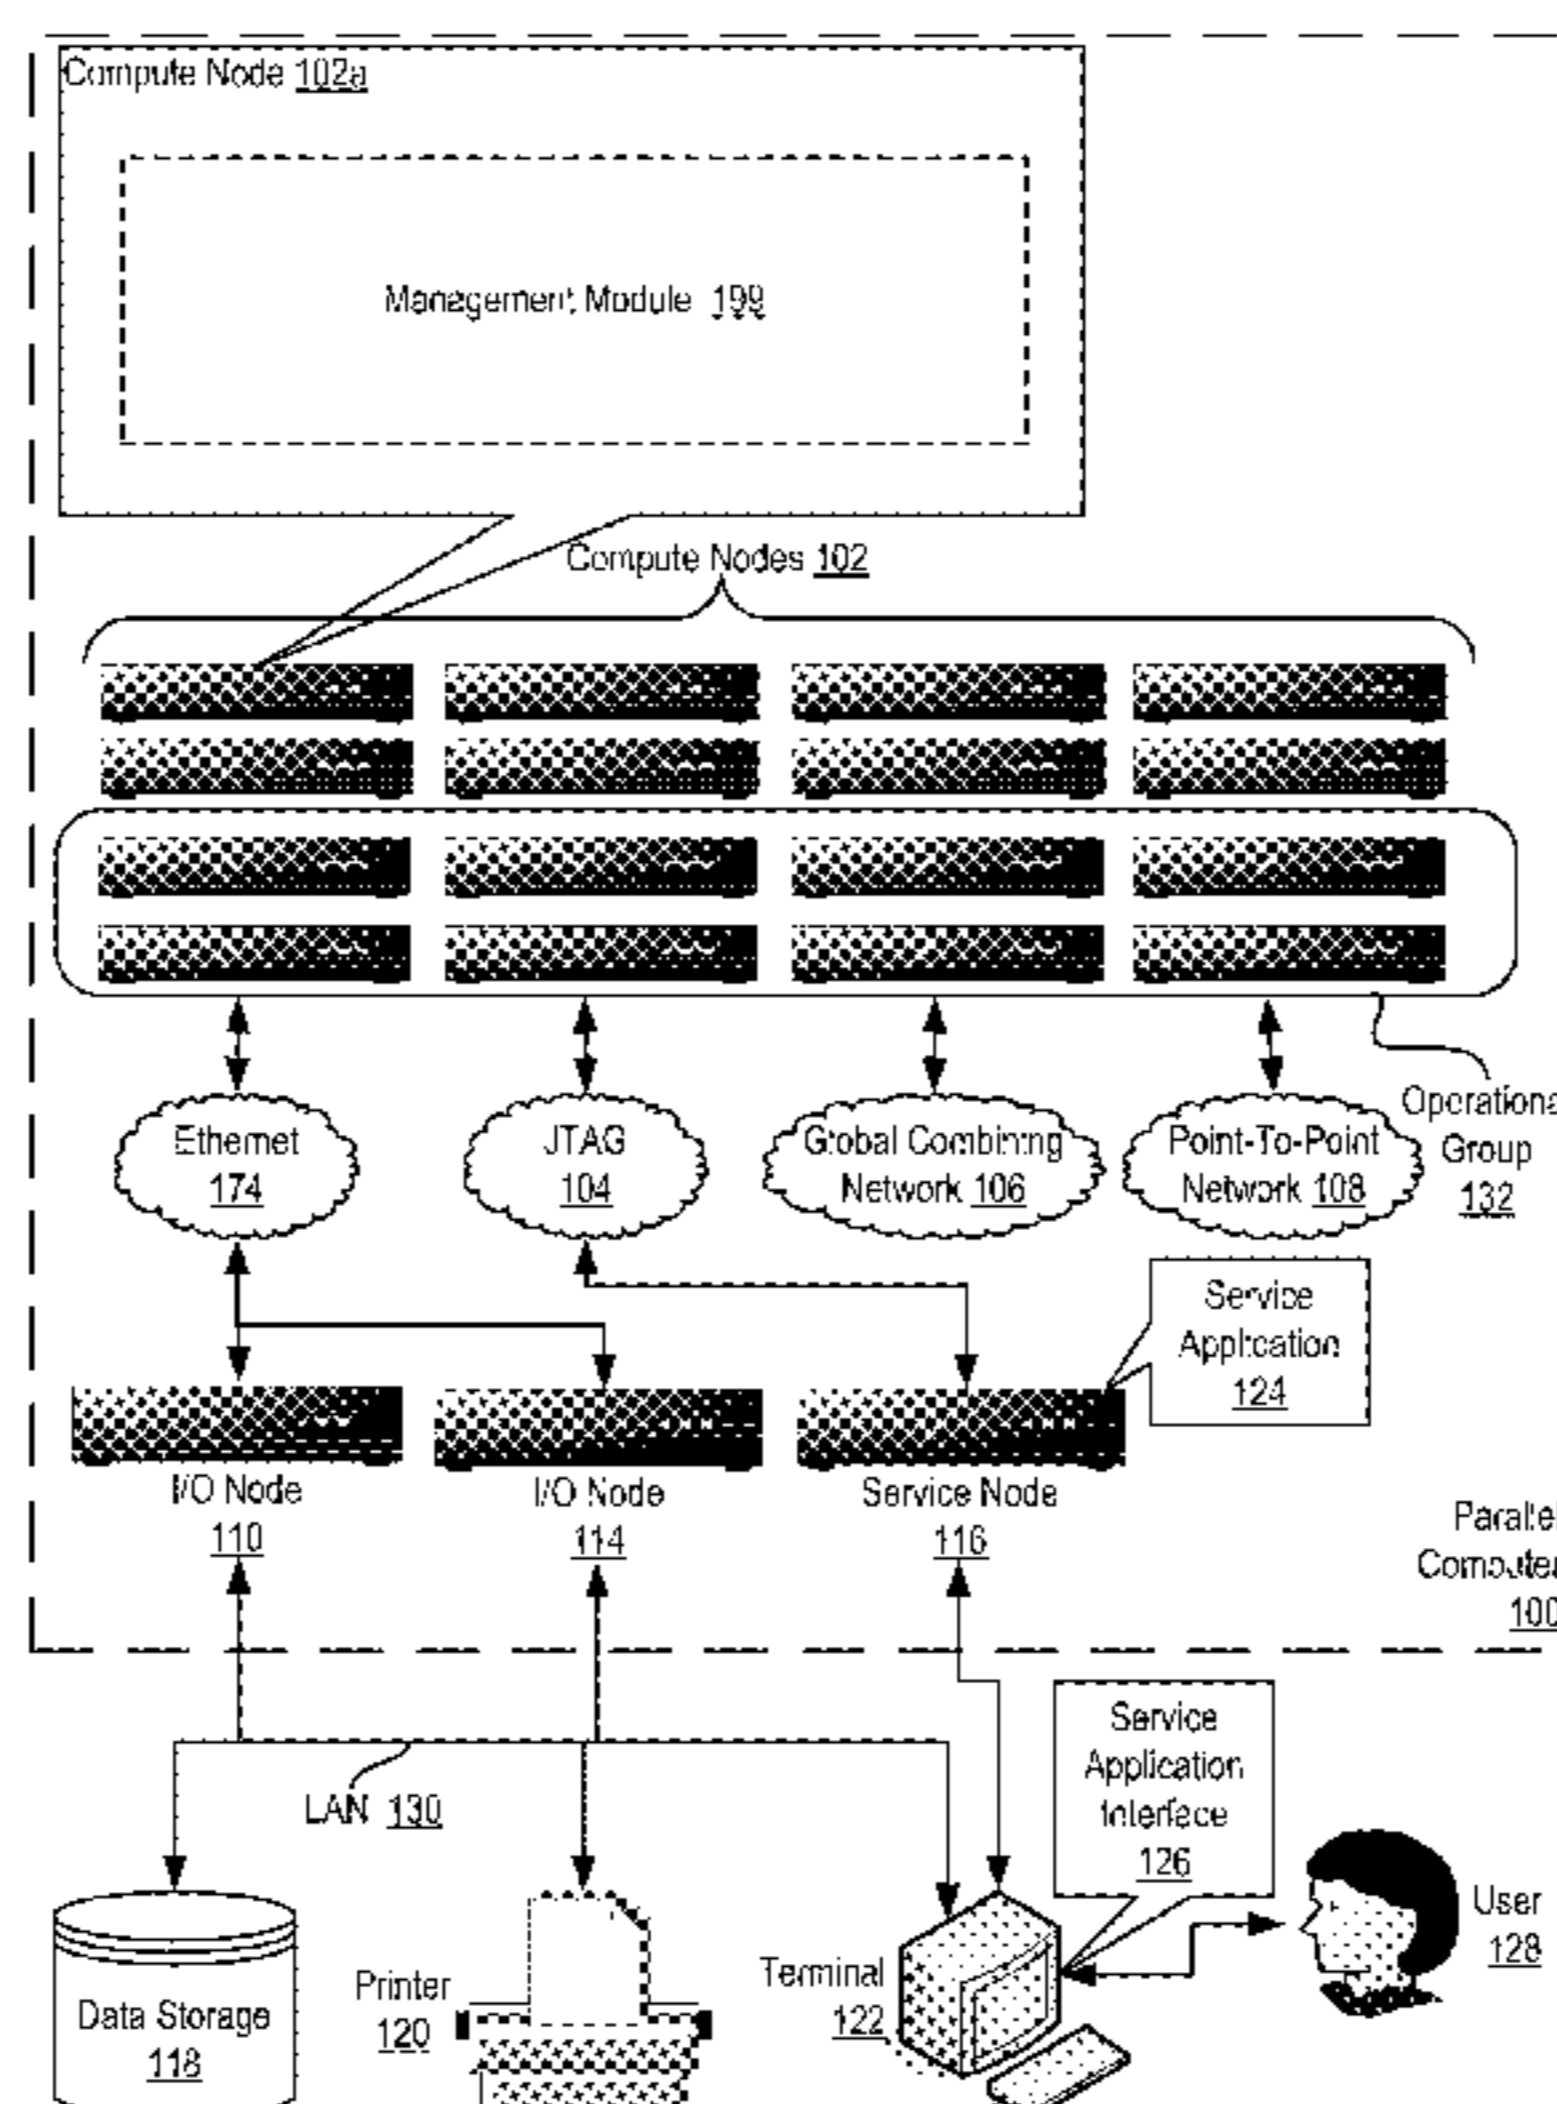 Compute Node 102a
Management Module 199
Compute Nodes 102
Ethernet
174
JTAG
104
Global Combining
Network 106
Point-To-Point
Network 108
Operationa
Group
132
Service
Application
124
I/O Node
110
I/O Node
114
Service Node
116
Parallel
Computer
100
LAN 130
Service
Application
Interface
126
User
128
Data Storage
118
Printer
120
Terminal
122